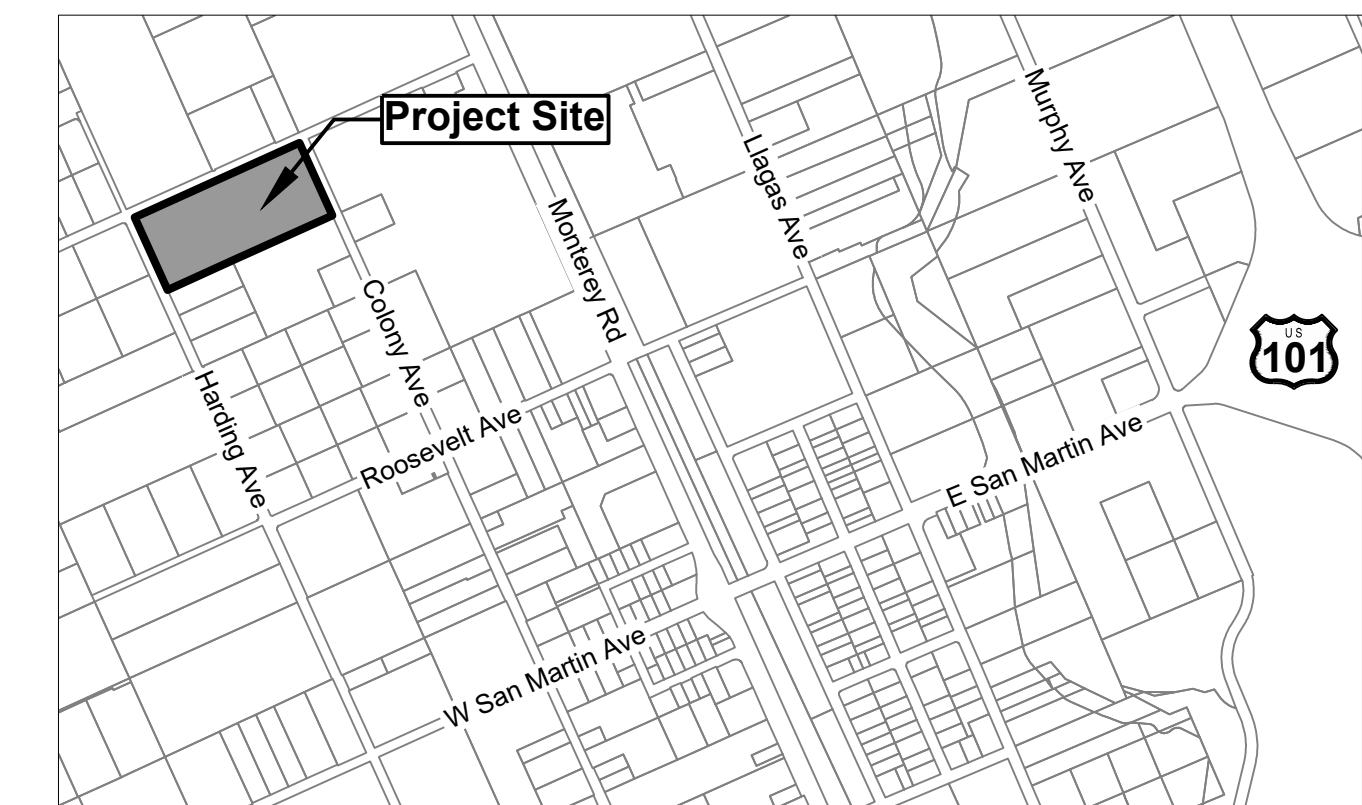 Project Site
Murphy Ave
Llagas Ave
Monterey Rd
Colony Ave
US
101
Harding Ave
Roosevelt Ave
E San Martin Ave
W San Martin Ave